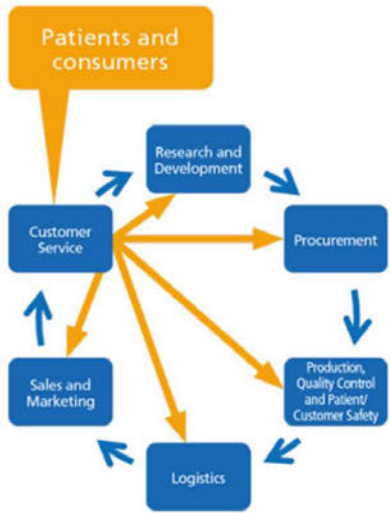 Patients and
consumers
Research and
Development
Customer
Service
Procurement
Sales and
Marketing
Production,
Quality Control
and Patient/
Customer Safety
Logistics